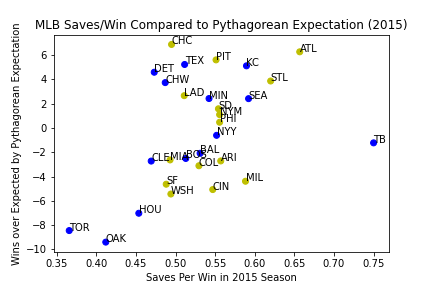 MLB Saves/Win Compared to Pythagorean Expectation (2015)
Wins over Expected by Pythagorean Expectation
6
4
2
0
−2
−4
−6
−8
−10
CHC
ATL
PIT
TEX
KC
DET
CHW
STL
LAD
MIN
SEA
SD
NYM
PHI
NYY
TB
BAL
BOS
MIA
CLE
ARI
COL
MIL
SF
CIN
WSH
HOU
TOR
OAK
0.35 0.40 0.45 0.50 0.55 0.60 0.65 0.70 0.75
Saves Per Win in 2015 Season